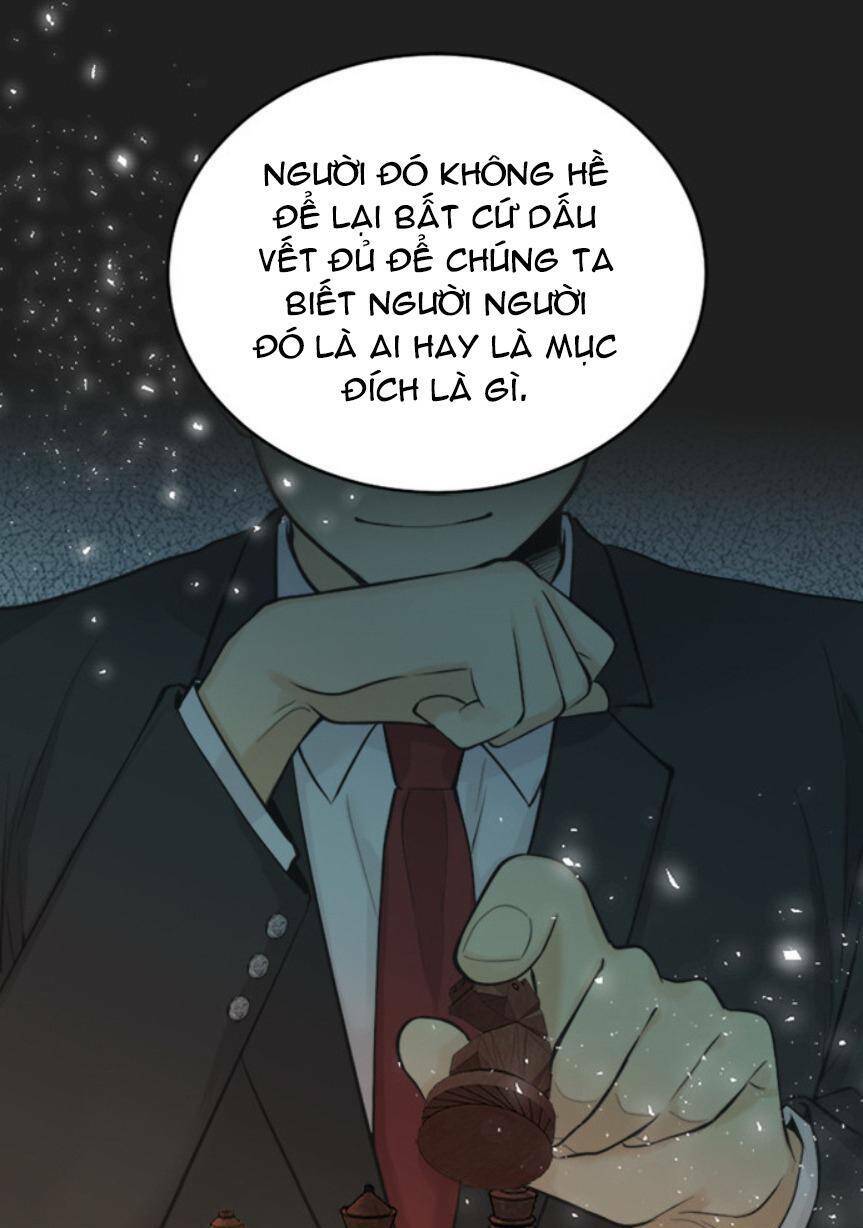 NGƯỜI ĐÓ KHÔNG HỀ
ĐỂ LẠI BẤT CỨ DẤU
VẾT ĐỦ ĐỂ CHÚNG TA
BIẾT NGƯỜI NGƯỜI
ĐÓ LÀ AI HAY LÀ MỤC
ĐÍCH LÀ GÌ.